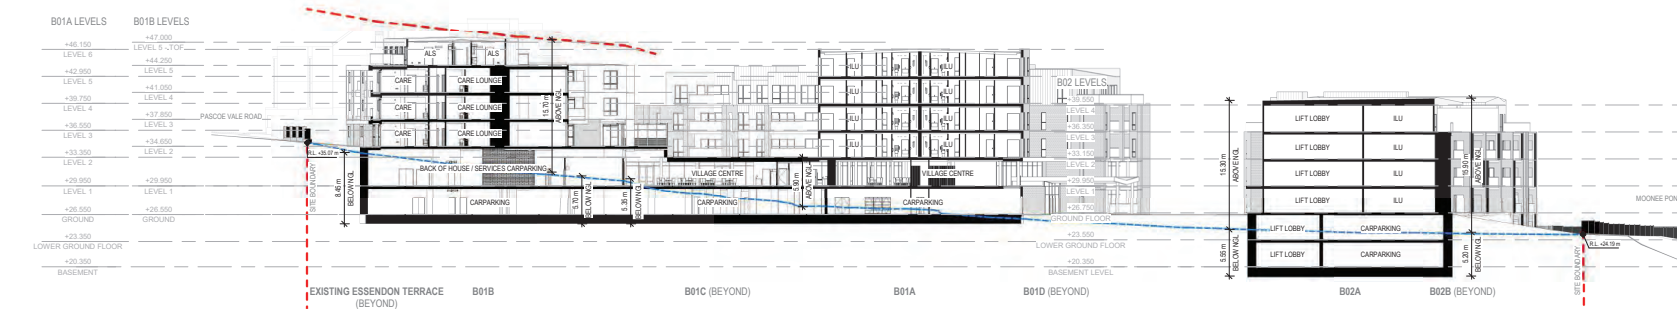 B01A LEVELS
B01B LEVELS
+46.150
LEVEL 6
+42.950
LEVEL 5
+39.750
LEVEL 4
+36.550
LEVEL 3
+33.350
LEVEL 2
+29.950
LEVEL 1
+26.550
GROUND
+23.350
LOWER GROUND FLOOR
+20.350
BASEMENT
+47.000
LEVEL 5 -TOF
+44.250
LEVEL 5
+41.050
LEVEL 4
+37.850
LEVEL 3
+34.650
LEVEL 2
+29.950
LEVEL 1
+26.550
GROUND
PASCOE VALE ROAD
R.L. +35.07 m
SITE BOUNDARY
8.45 m
BELOW NGL
ALS
ALS
CARE
CARE LOUNGE
CARE
CARE LOUNGE
CARE
CARE LOUNGE
15.70 m
ABOVE NGL
BACK OF HOUSE / SERVICES CARPARKING
CARPARKING
5.70 m
BELOW NGL
5.35 m
BELOW NGL
VILLAGE CENTRE
CARPARKING
5.90 m
ABOVE NGL
ILU
ILU
ILU
ILU
ILU
ILU
ILU
ILU
VILLAGE CENTRE
CARPARKING
B02 LEVELS
+39.550
LEVEL 4
+36.350
LEVEL 3
+33.150
LEVEL 2
+29.950
LEVEL 1
+26.750
GROUND FLOOR
+23.550
LOWER GROUND FLOOR
+20.350
BASEMENT LEVEL
15.30 m
ABOVE NGL
5.55 m
BELOW NGL
LIFT LOBBY
ILU
LIFT LOBBY
ILU
LIFT LOBBY
ILU
LIFT LOBBY
ILU
LIFT LOBBY
CARPARKING
LIFT LOBBY
CARPARKING
15.90 m
ABOVE NGL
5.20 m
BELOW NGL
MOONEE PON
R.L. +24.19 m
SITE BOUNDARY
EXISTING ESSENDON TERRACE
(BEYOND)
B01B
B01C (BEYOND)
B01A
B01D (BEYOND)
B02A
B02B (BEYOND)